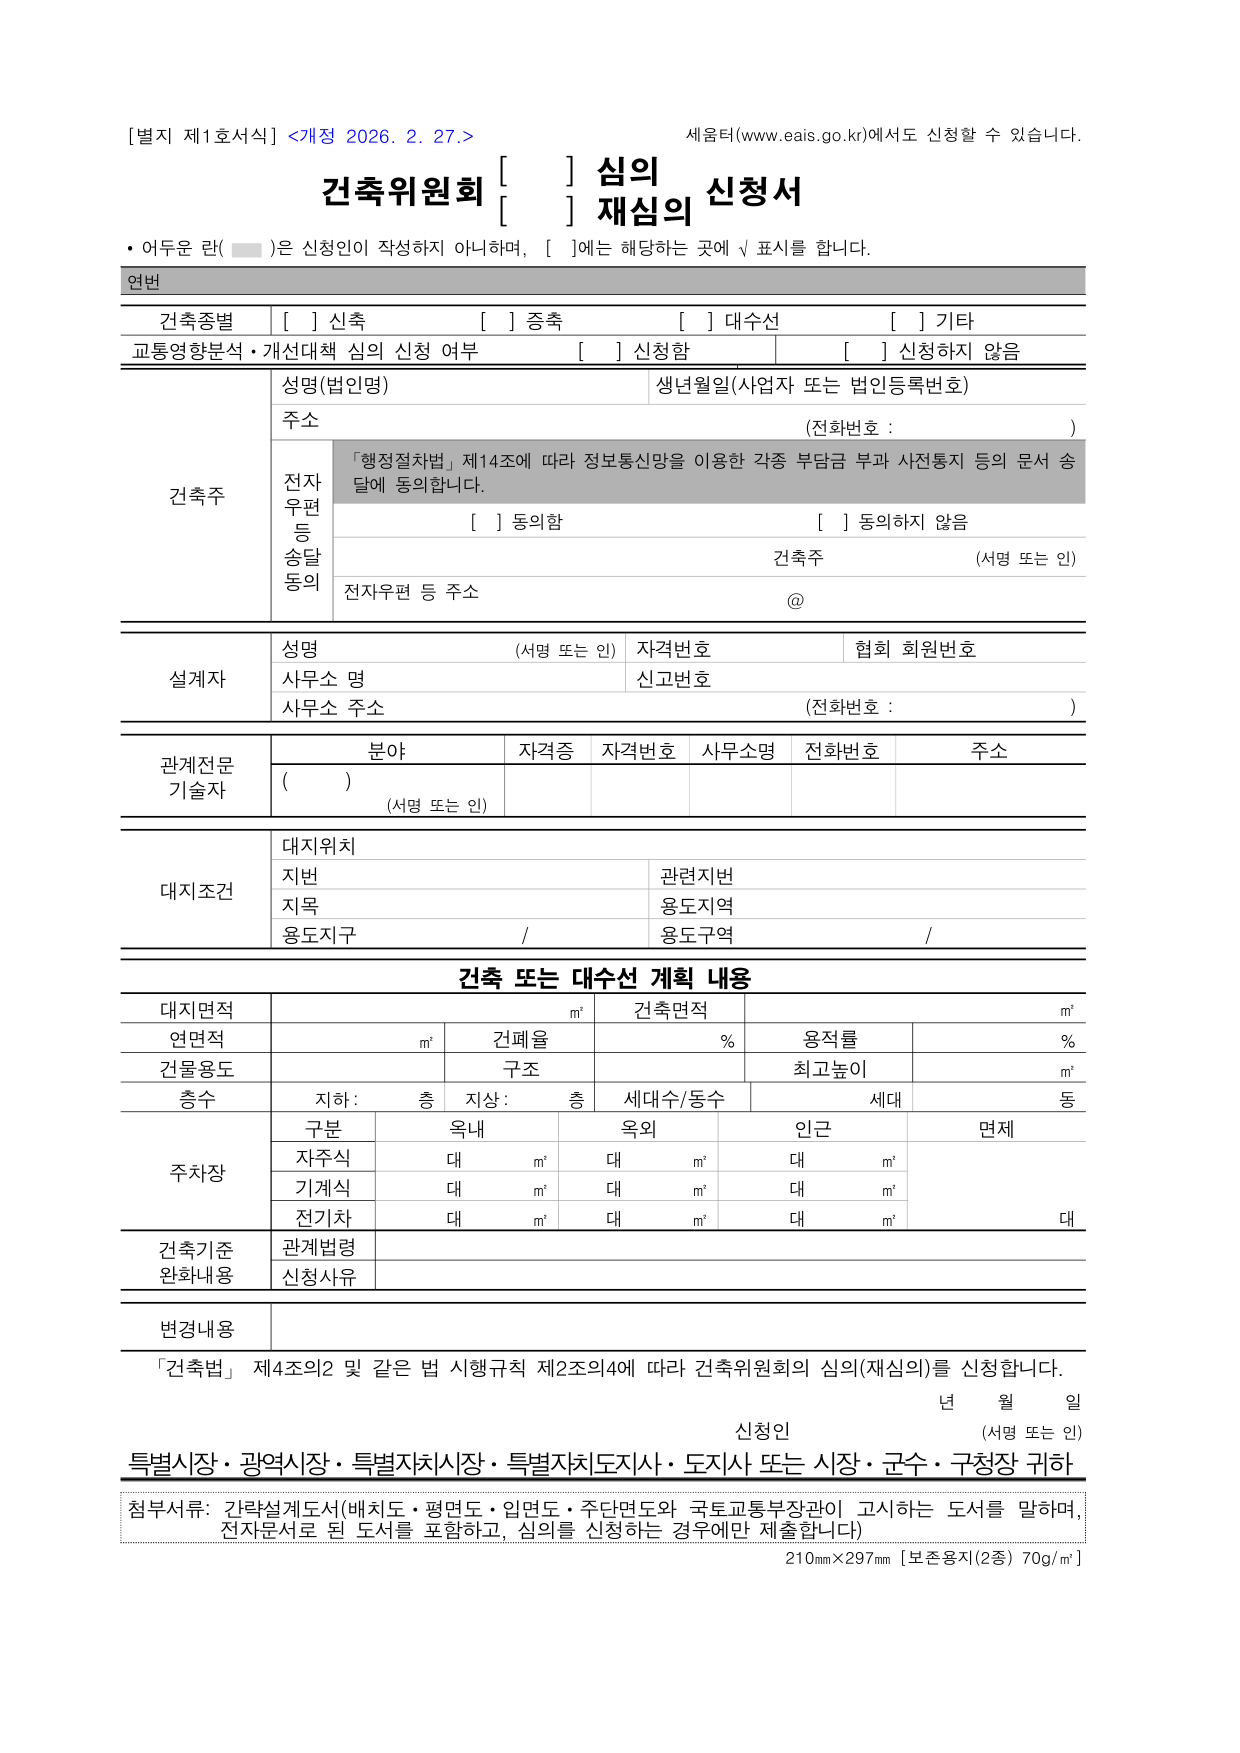 [별지 제1호서식] <개정 2026. 2. 27.> 세움터(www.eais.go.kr)에서도 신청할 수 있습니다.
건축위원회 [ ] 심의 신청서
[ ] 재심의
• 어두운 란( )은 신청인이 작성하지 아니하며, [ ]에는 해당하는 곳에 √ 표시를 합니다.
연번
건축종별 [ ] 신축 [ ] 증축 [ ] 대수선 [ ] 기타
교통영향분석•개선대책 심의 신청 여부 [ ] 신청함 [ ] 신청하지 않음
건축주
성명(법인명) 생년월일(사업자 또는 법인등록번호)
주소 (전화번호 : )
전자
우편
등
송달
동의
「행정절차법」제14조에 따라 정보통신망을 이용한 각종 부담금 부과 사전통지 등의 문서 송
달에 동의합니다.
[ ] 동의함 [ ] 동의하지 않음
건축주 (서명 또는 인)
전자우편 등 주소 @
설계자
성명 (서명 또는 인) 자격번호 협회 회원번호
사무소 명 신고번호
사무소 주소 (전화번호 : )
관계전문
기술자
분야 자격증 자격번호 사무소명 전화번호 주소
( )
(서명 또는 인)
대지조건
대지위치
지번 관련지번
지목 용도지역
용도지구 / 용도구역 /
건축 또는 대수선 계획 내용
대지면적 ㎡ 건축면적 ㎡
연면적 ㎡ 건폐율 % 용적률 %
건물용도 구조 최고높이 ㎡
층수 지하: 층 지상: 층 세대수/동수 세대 동
주차장
구분 옥내 옥외 인근 면제
자주식 대 ㎡ 대 ㎡ 대 ㎡
기계식 대 ㎡ 대 ㎡ 대 ㎡
전기차 대 ㎡ 대 ㎡ 대 ㎡ 대
건축기준
완화내용
관계법령
신청사유
변경내용
「건축법」 제4조의2 및 같은 법 시행규칙 제2조의4에 따라 건축위원회의 심의(재심의)를 신청합니다.
년 월 일
신청인 (서명 또는 인)
특별시장•광역시장•특별자치시장•특별자치도지사•도지사 또는 시장•군수•구청장 귀하
첨부서류: 간략설계도서(배치도•평면도•입면도•주단면도와 국토교통부장관이 고시하는 도서를 말하며,
전자문서로 된 도서를 포함하고, 심의를 신청하는 경우에만 제출합니다)
210㎜×297㎜ [보존용지(2종) 70g/㎡]